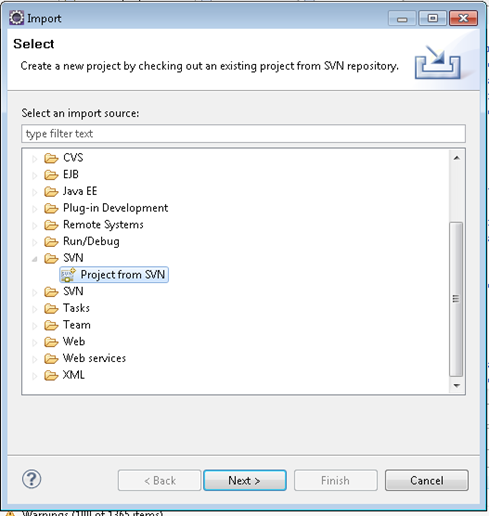 Import
Select
Create a new project by checking out an existing project from SVN repository.
Select an import source:
type filter text
CVS
EJB
Java EE
Plug-in Development
Remote Systems
Run/Debug
SVN
SVN Project from SVN
SVN
Tasks
Team
Web
Web services
XML
?
< Back
Next >
Finish
Cancel
Warnings (100 of 1365 items)